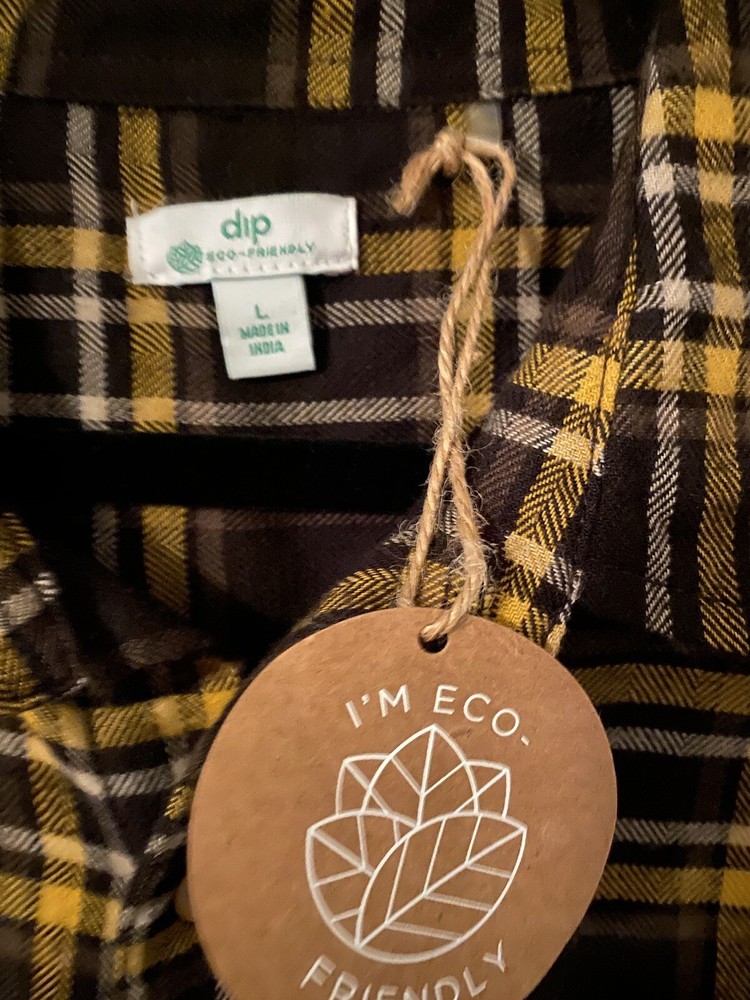 dip
ECO-FRIENDLY
L
MADE IN
INDIA
I'M ECO-
FRIENDLY